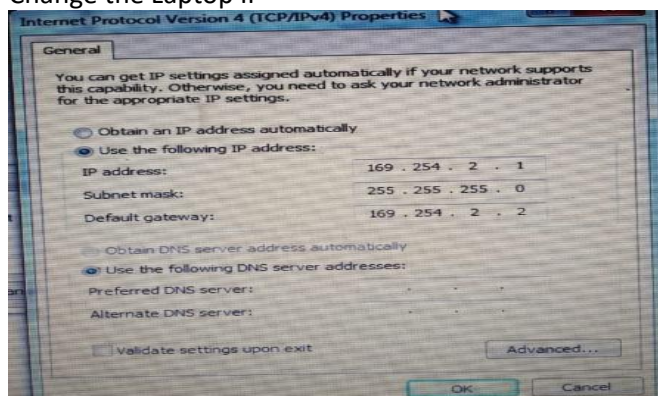 Change the Laptop IP
Internet Protocol Version 4 (TCP/IPv4) Properties
General
You can get IP settings assigned automatically if your network supports
this capability. Otherwise, you need to ask your network administrator
for the appropriate IP settings.
Obtain an IP address automatically
Use the following IP address:
IP address: 169 . 254 . 2 . 1
Subnet mask: 255 . 255 . 255 . 0
Default gateway: 169 . 254 . 2 . 2
Obtain DNS server address automatically
Use the following DNS server addresses:
Preferred DNS server: . . .
Alternate DNS server: . . .
Validate settings upon exit
Advanced...
OK
Cancel